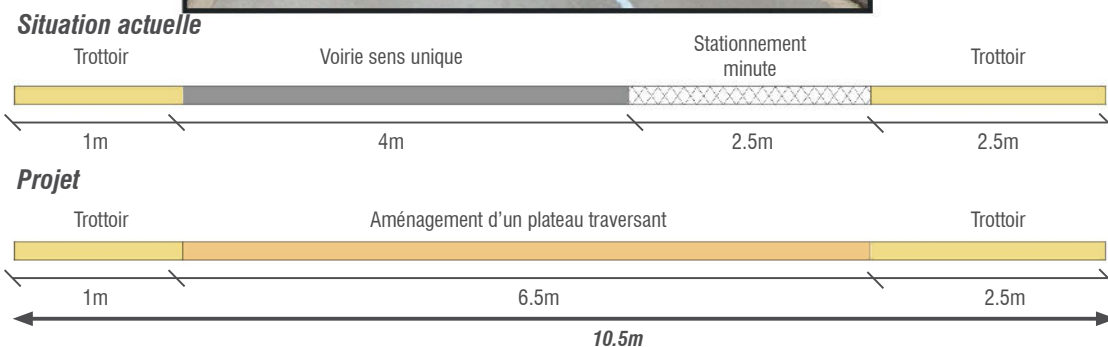 Situation actuelle
Trottoir
Voirie sens unique
Stationnement
minute
Trottoir
1m
4m
2.5m
2.5m
Projet
Trottoir
Aménagement d'un plateau traversant
Trottoir
1m
6.5m
2.5m
10.5m